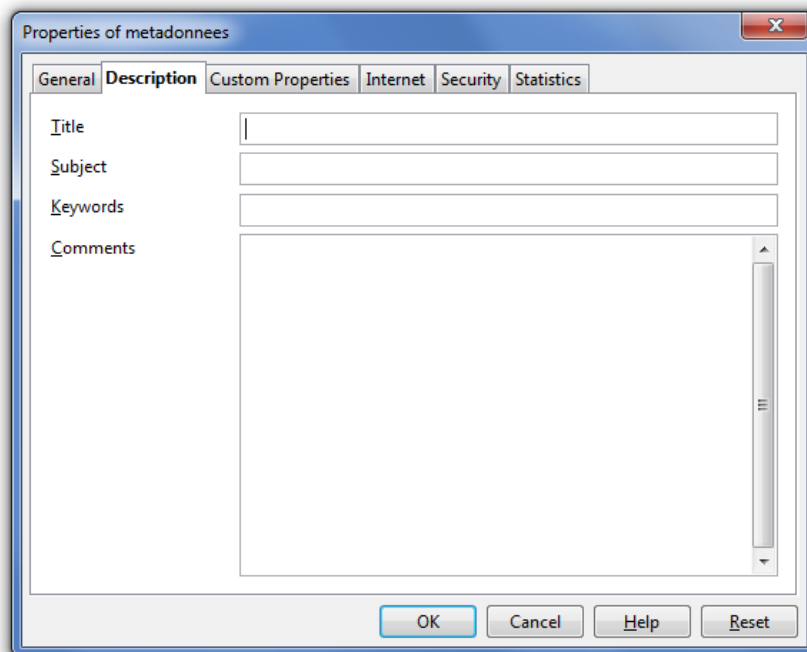 Properties of metadonnees
General Description Custom Properties Internet Security Statistics
Title
Subject
Keywords
Comments
OK Cancel Help Reset